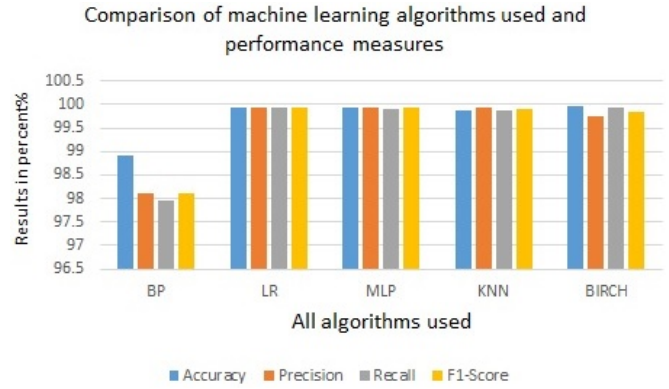 Comparison of machine learning algorithms used and
performance measures
Results in percent%
100.5
100
99.5
99
98.5
98
97.5
97
96.5
BP LR MLP KNN BIRCH
All algorithms used
Accuracy Precision Recall F1-Score